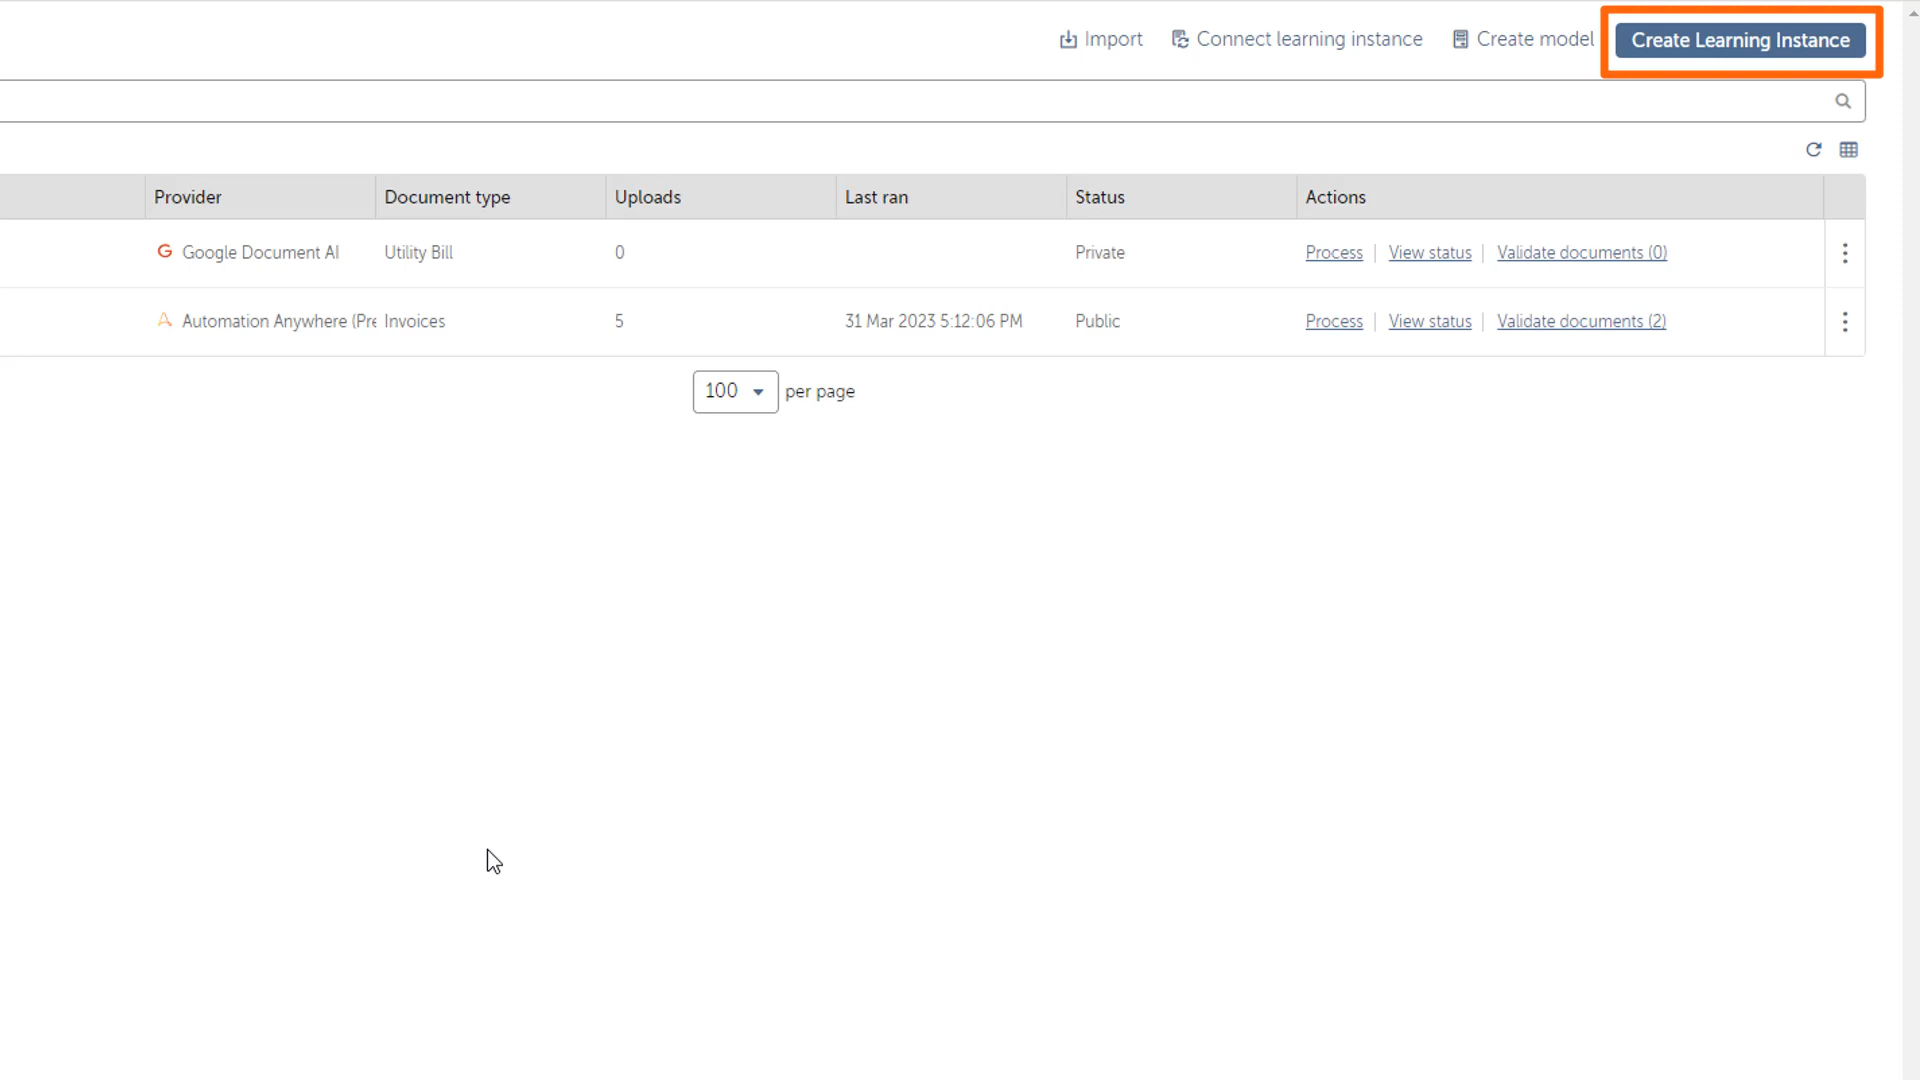 Import Connect learning instance Create model Create Learning Instance
Provider Document type Uploads Last ran Status Actions
Google Document AI Utility Bill 0 Private Process | View status | Validate documents (0)
Automation Anywhere (Pre Invoices 5 31 Mar 2023 5:12:06 PM Public Process | View status | Validate documents (2)
100 per page